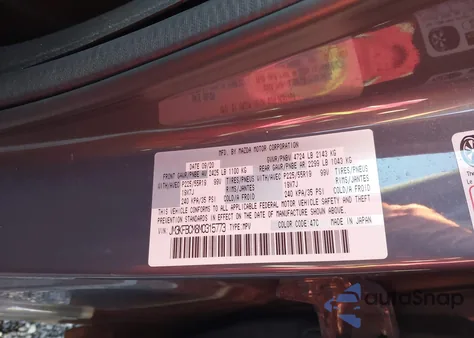 MFD. BY MAZDA MOTOR CORPORATION
DATE 09/20 GVWR/PNBV 4724 LB 2143 KG
FRONT GAWR/PNBE AV 2425 LB 1100 KG REAR GAWR/PNBE AR 2299 LB 1043 KG
WITH/AVEC P225/55R19 99V TIRES/PNEUS WITH/AVEC P225/55R19 99V TIRES/PNEUS
19X7J RIMS/JANTES 19X7J RIMS/JANTES
240 KPA/35 PSI COLD/FROID 240 KPA/35 PSI COLD/FROID
THIS VEHICLE CONFORMS TO ALL APPLICABLE FEDERAL MOTOR VEHICLE SAFETY, BUMPER, AND THEFT
PREVENTION STANDARDS IN EFFECT ON THE DATE OF MANUFACTURE SHOWN ABOVE.
COLOR CODE: 47C MADE IN JAPAN
VIN: TYPE:MPV
autoSnap